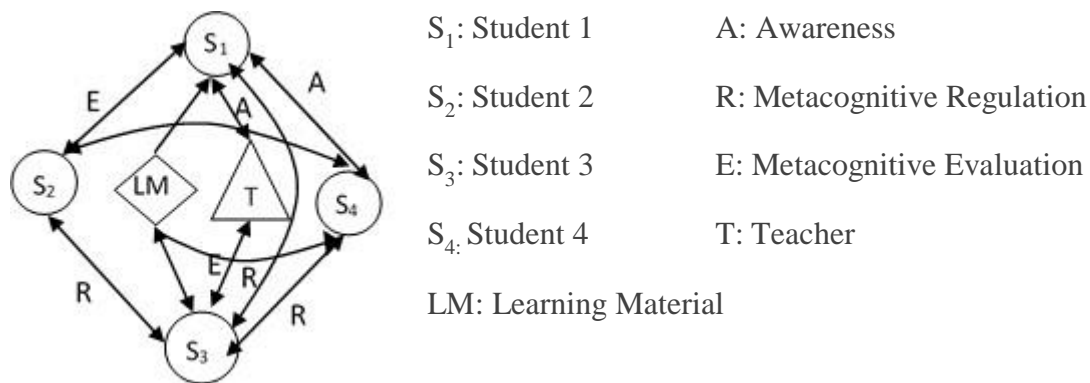 S₁
A
E
A
S₂
LM
T
S₄
E
R
R
R
S₃
S₁: Student 1 A: Awareness
S₂: Student 2 R: Metacognitive Regulation
S₃: Student 3 E: Metacognitive Evaluation
S₄: Student 4 T: Teacher
LM: Learning Material